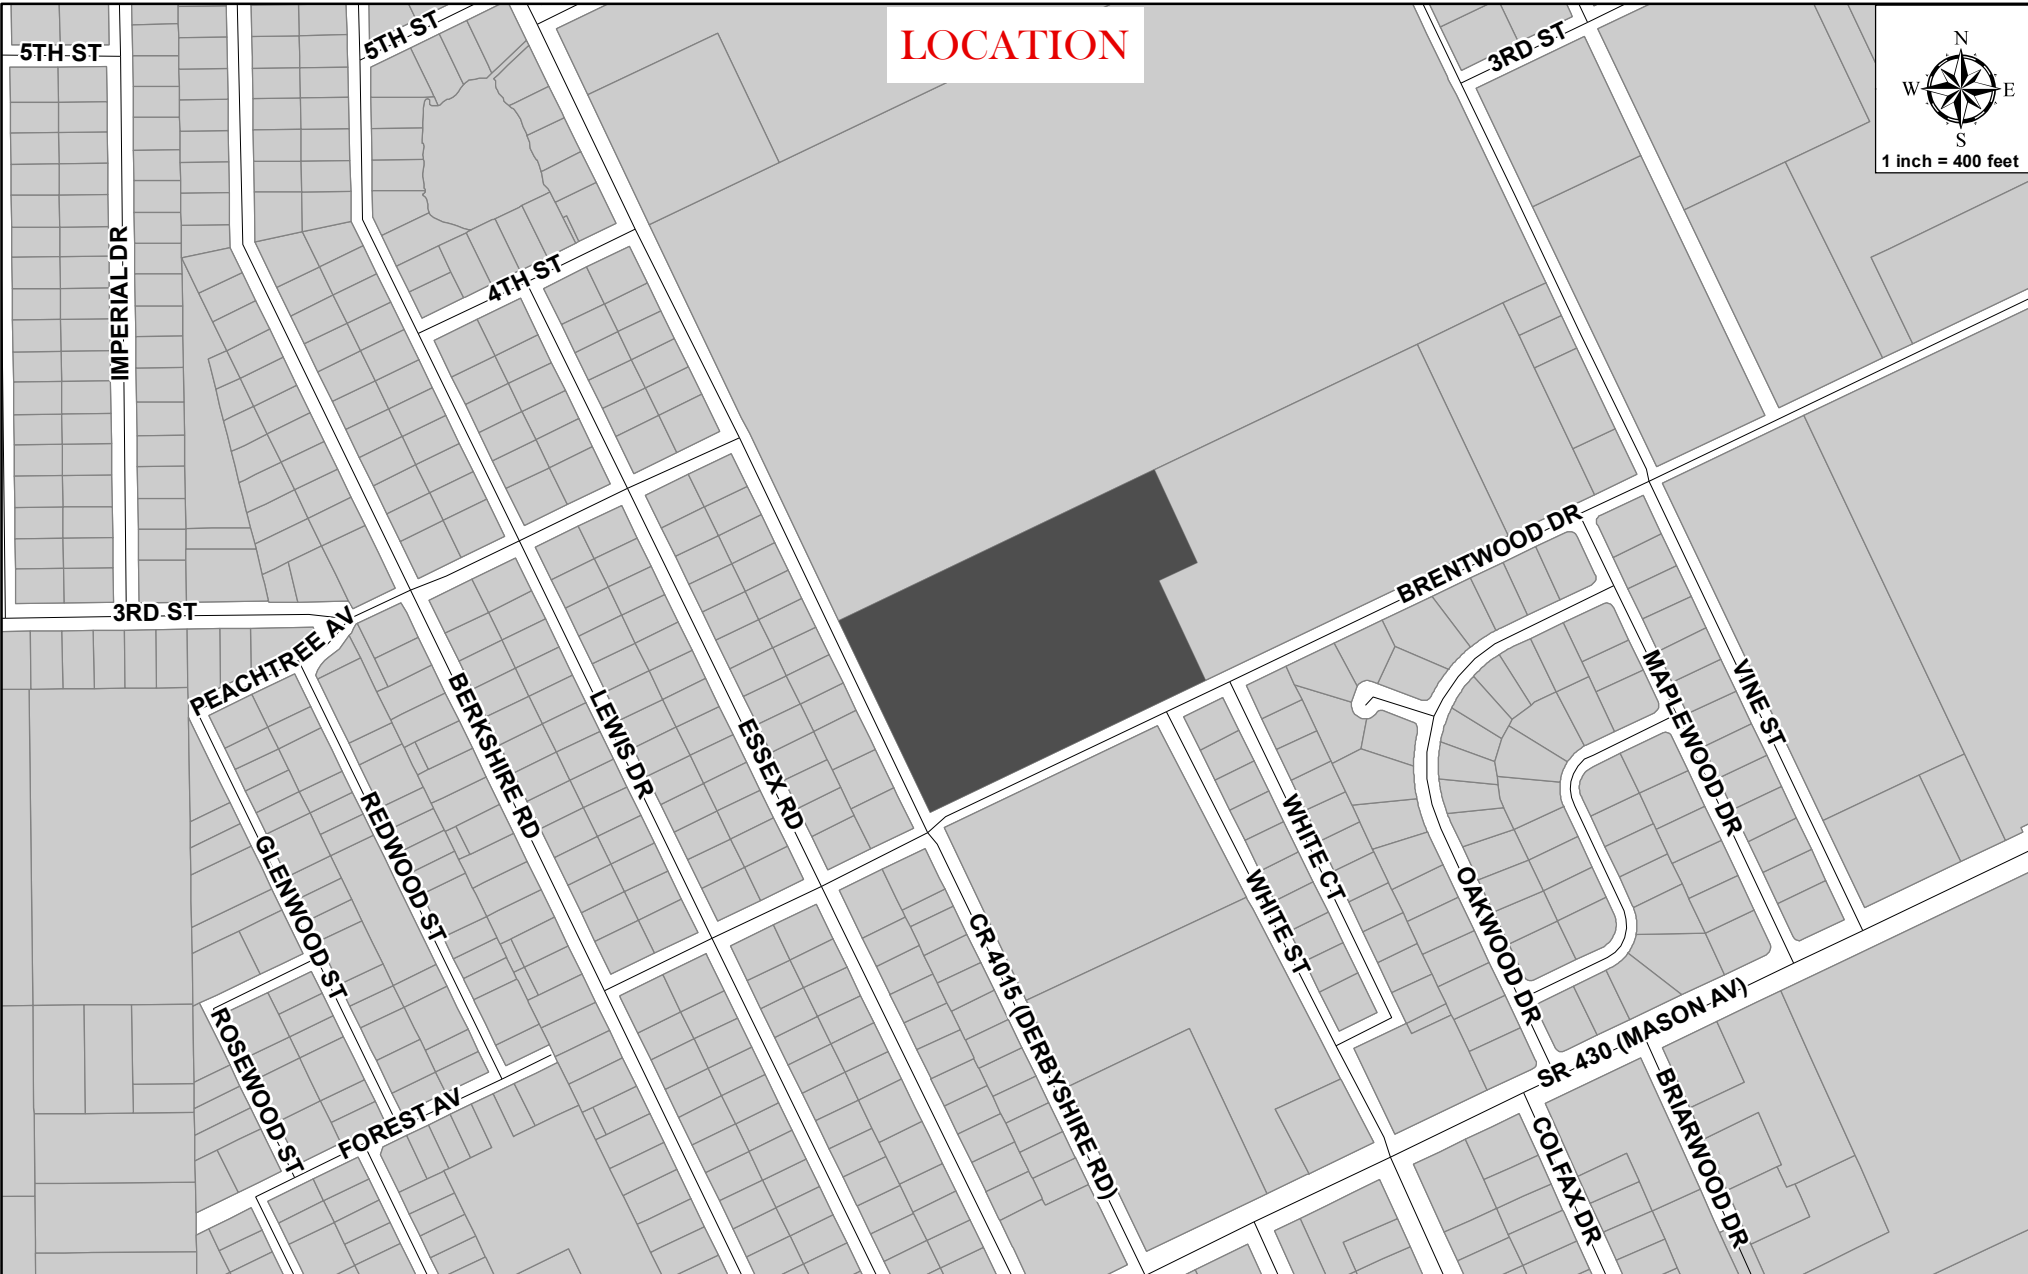 LOCATION
N
W
E
S
1 inch = 400 feet
5TH ST
5TH ST
3RD ST
IMPERIAL DR
4TH ST
3RD ST
PEACHTREE AV
BRENTWOOD DR
BERKSHIRE RD
LEWIS DR
ESSEX RD
MAPLEWOOD DR
VINE ST
REDWOOD ST
GLENWOOD ST
WHITE CT
WHITE ST
OAKWOOD DR
CR 4015 (DERBYSHIRE RD)
ROSEWOOD ST
FOREST AV
SR 430 (MASON AV)
COLFAX DR
BRIARWOOD DR